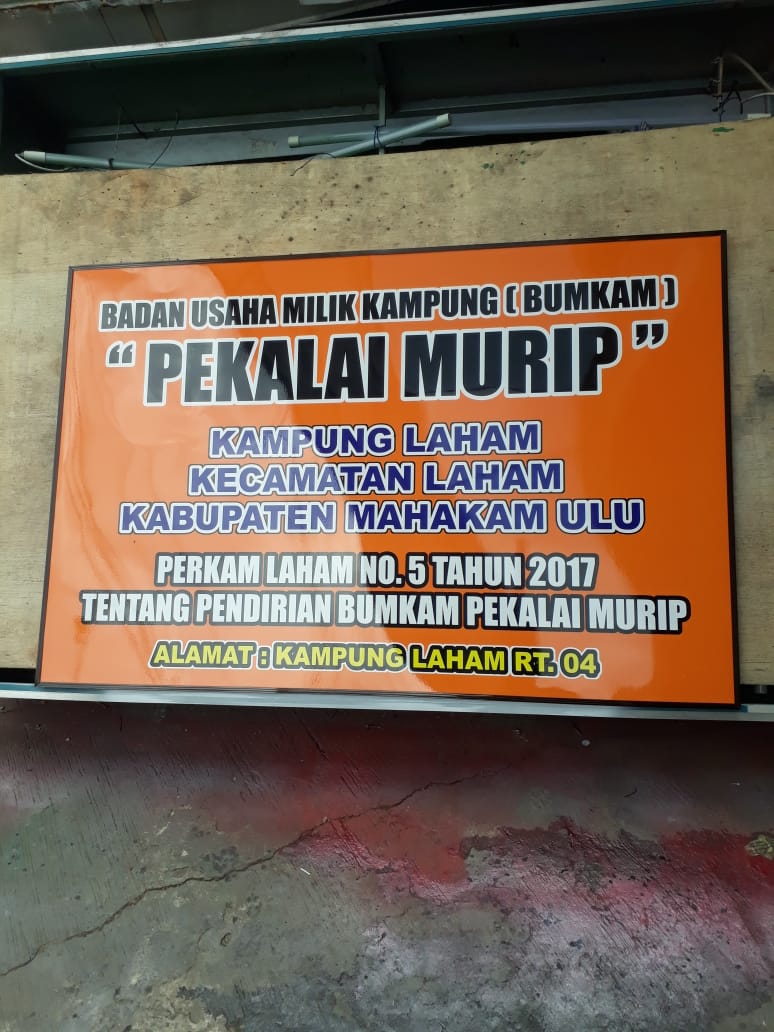 BADAN USAHA MILIK KAMPUNG ( BUMKAM )
“ PEKALAI MURIP ”
KAMPUNG LAHAM
KECAMATAN LAHAM
KABUPATEN MAHAKAM ULU
PERKAM LAHAM NO. 5 TAHUN 2017
TENTANG PENDIRIAN BUMKAM PEKALAI MURIP
ALAMAT : KAMPUNG LAHAM RT. 04